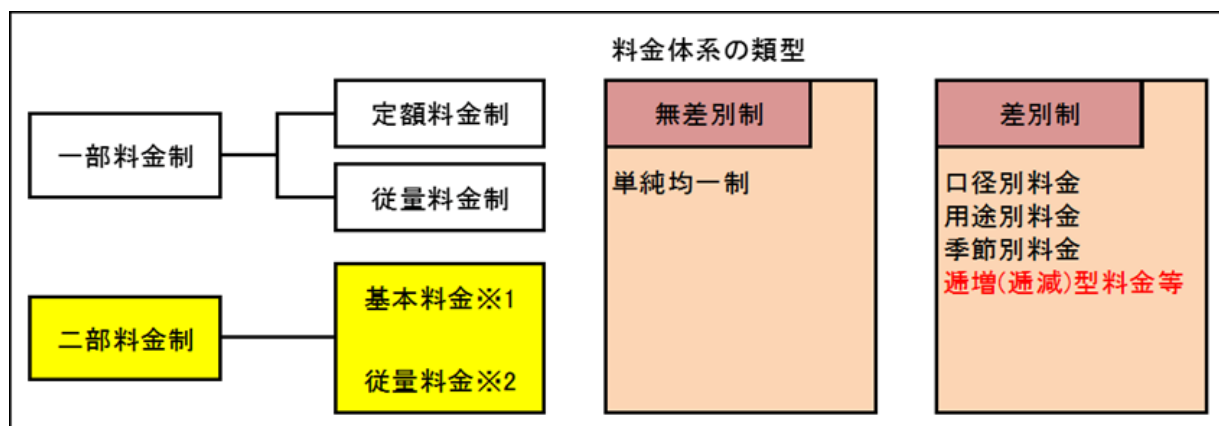 料金体系の類型
一部料金制
定額料金制
従量料金制
二部料金制
基本料金※1
従量料金※2
無差別制
単純均一制
差別制
口径別料金
用途別料金
季節別料金
逓増(逓減)型料金等